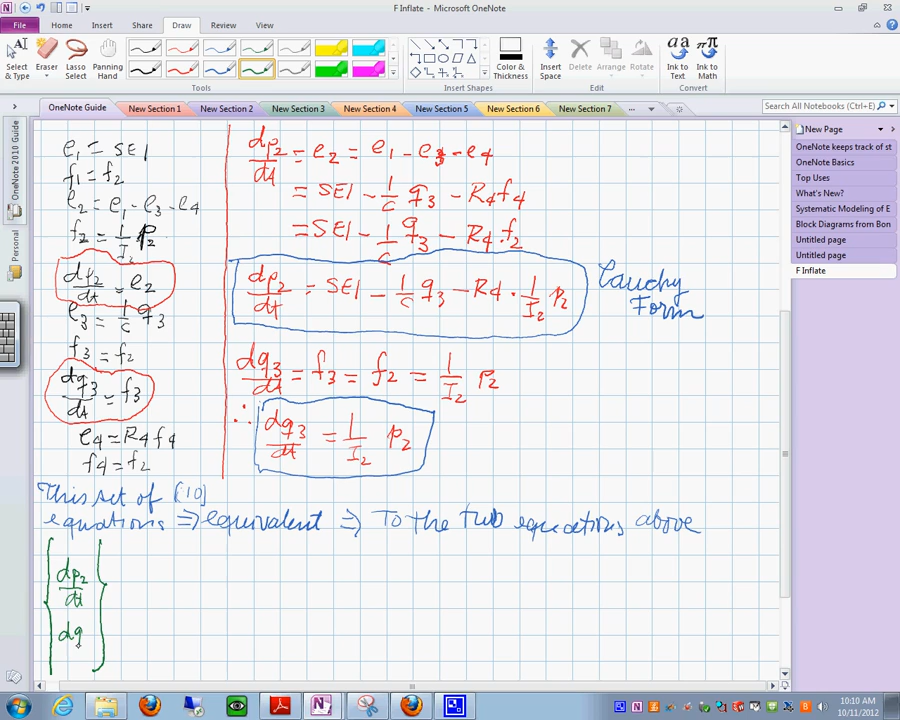 F Inflate - Microsoft OneNote
File Home Insert Share Draw Review View
Select & Type Eraser Lasso Select Panning Hand Color & Thickness Insert Space Delete Arrange Rotate Ink to Text Ink to Math
Tools Insert Shapes Edit Convert
OneNote Guide New Section 1 New Section 2 New Section 3 New Section 4 New Section 5 New Section 6 New Section 7 ...
Search All Notebooks (Ctrl+E)
OneNote 2010 Guide
Personal
New Page
OneNote keeps track of st
OneNote Basics
Top Uses
What's New?
Systematic Modeling of E
Block Diagrams from Bon
Untitled page
Untitled page
F Inflate
e₁ = SE1
f₁ = f₂
e₂ = e₁ - e₃ - e₄
f₂ = 1/I₂ p₂
dp₂/dt = e₂
e₃ = 1/c q₃
f₃ = f₂
dq₃/dt = f₃
e₄ = R₄f₄
f₄ = f₂
dp₂/dt = e₂ = e₁ - e₃ - e₄
= SE1 - 1/c q₃ - R₄f₄
= SE1 - 1/c q₃ - R₄·f₂
dp₂/dt = SE1 - 1/c q₃ - R₄ · 1/I₂ p₂
Cauchy
Form
dq₃/dt = f₃ = f₂ = 1/I₂ p₂
∴ dq₃/dt = 1/I₂ p₂
This set of [10]
equations ⇒ equivalent ⇒ To the two equations above
dp₂/dt
dq
10:10 AM
10/11/2012